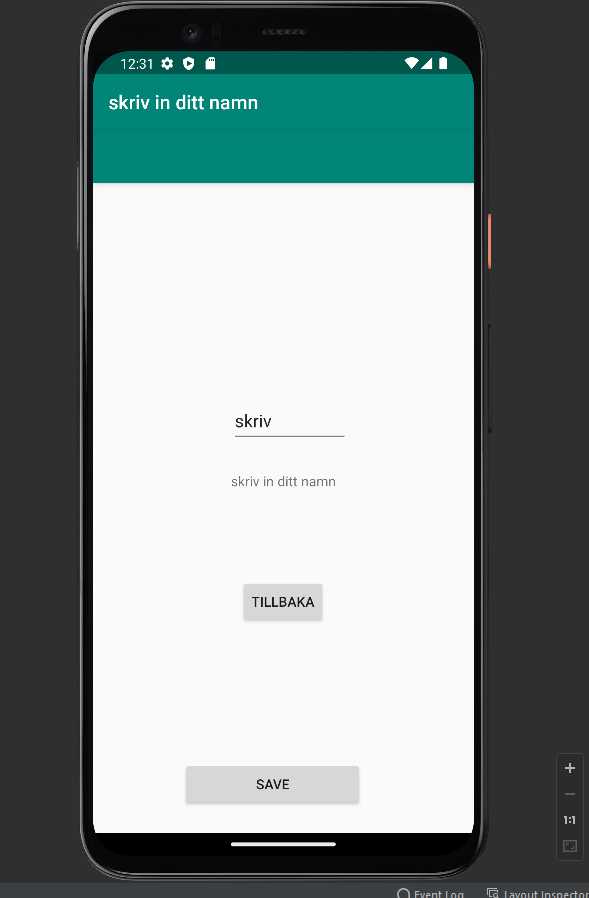 12:31
skriv in ditt namn
skriv
skriv in ditt namn
TILLBAKA
SAVE
1:1
Event Log Layout Inspector